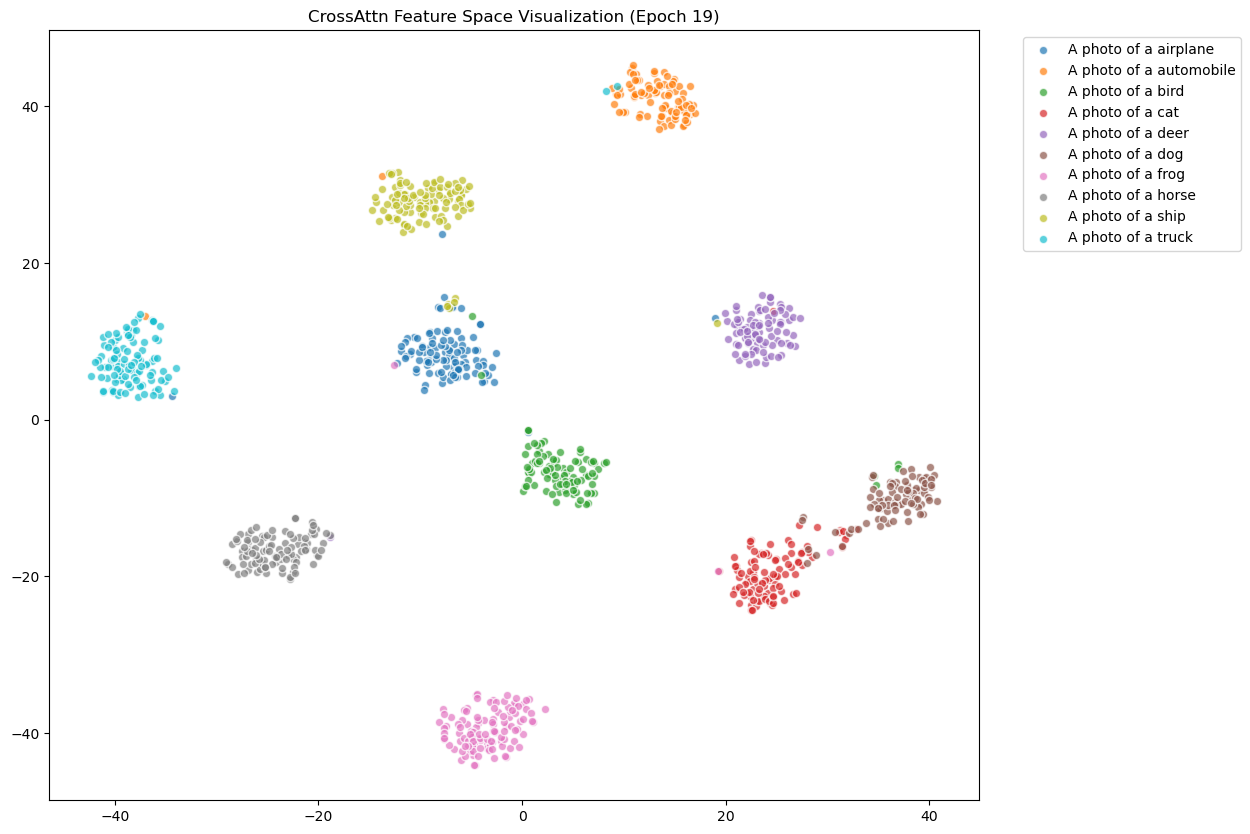 CrossAttn Feature Space Visualization (Epoch 19)
A photo of a airplane
A photo of a automobile
A photo of a bird
A photo of a cat
A photo of a deer
A photo of a dog
A photo of a frog
A photo of a horse
A photo of a ship
A photo of a truck
40
20
0
−20
−40
−40 −20 0 20 40